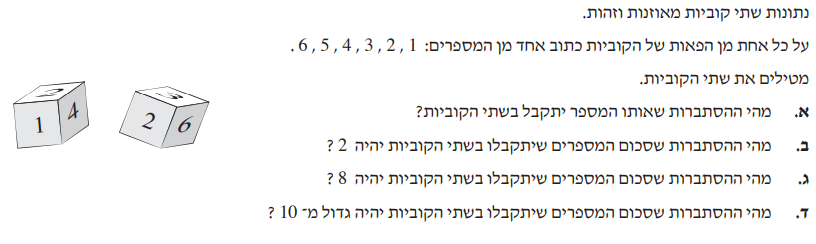 נתונות שתי קוביות מאוזנות וזהות.
על כל אחת מן הפאות של הקוביות כתוב אחד מן המספרים: 1 , 2 , 3 , 4 , 5 , 6 .
מטילים את שתי הקוביות.
א. מהי ההסתברות שאותו המספר יתקבל בשתי הקוביות?
ב. מהי ההסתברות שסכום המספרים שיתקבלו בשתי הקוביות יהיה 2 ?
ג. מהי ההסתברות שסכום המספרים שיתקבלו בשתי הקוביות יהיה 8 ?
ד. מהי ההסתברות שסכום המספרים שיתקבלו בשתי הקוביות יהיה גדול מ־ 10 ?
1 4
2 6